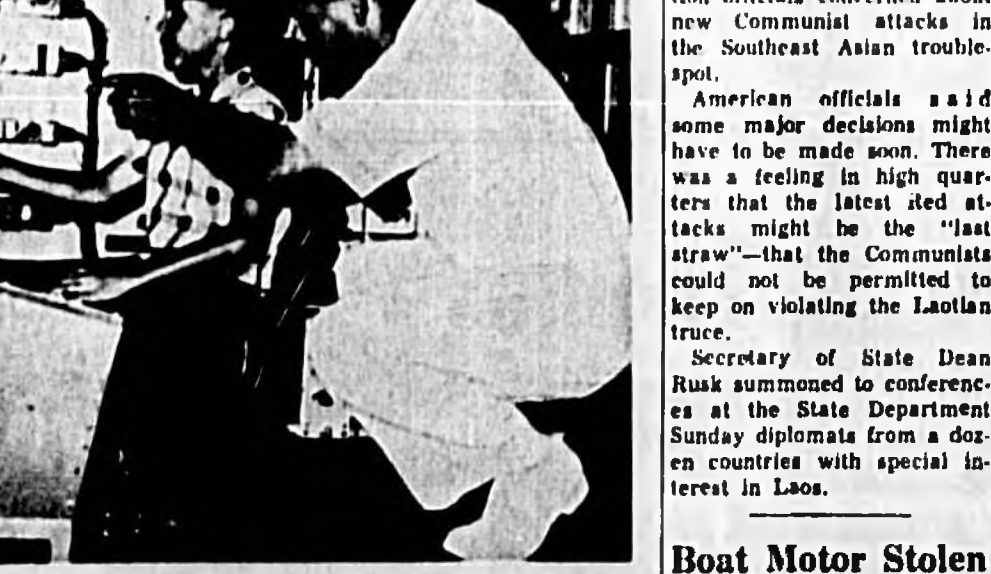 new Communist attacks in
the Southeast Asian trouble-
spot.
American officials said
some major decisions might
have to be made soon. There
was a feeling in high quar-
ters that the latest Red at-
tacks might be the "last
straw"—that the Communists
could not be permitted to
keep on violating the Laotian
truce.
Secretary of State Dean
Rusk summoned to conferenc-
es at the State Department
Sunday diplomats from a doz-
en countries with special in-
terest in Laos.
Boat Motor Stolen